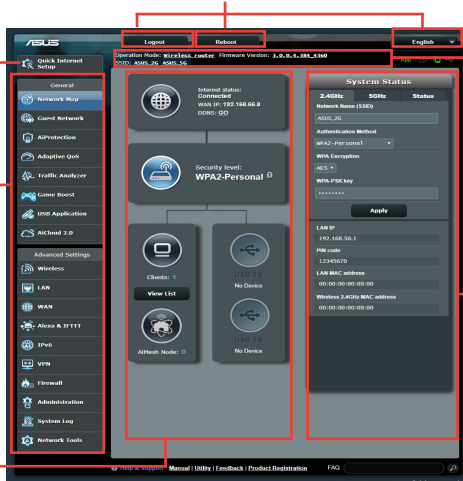 ASUS
Logout
Reboot
English
Operation Mode: Wireless router Firmware Version: 3.0.0.4.384_4360
SSID: ASUS_2G ASUS_5G
App
Quick Internet
Setup
General
Network Map
Guest Network
AiProtection
Adaptive QoS
Traffic Analyzer
Game Boost
USB Application
AiCloud 2.0
Advanced Settings
Wireless
LAN
WAN
Alexa & IFTTT
IPv6
VPN
Firewall
Administration
System Log
Network Tools
Internet status:
Connected
WAN IP: 192.168.66.8
DDNS: GO
Security level:
WPA2-Personal
Clients: 3
View List
AiMesh Node: 0
USB 3.0
No Device
USB 3.0
No Device
System Status
2.4GHz 5GHz Status
Network Name (SSID)
ASUS_2G
Authentication Method
WPA2-Personal
WPA Encryption
AES
WPA-PSK key
••••••••
Apply
LAN IP
192.168.50.1
PIN code
12345670
LAN MAC address
00:00:00:00:00:00
Wireless 2.4GHz MAC address
00:00:00:00:00:00
Help & Support Manual | Utility | Feedback | Product Registration FAQ